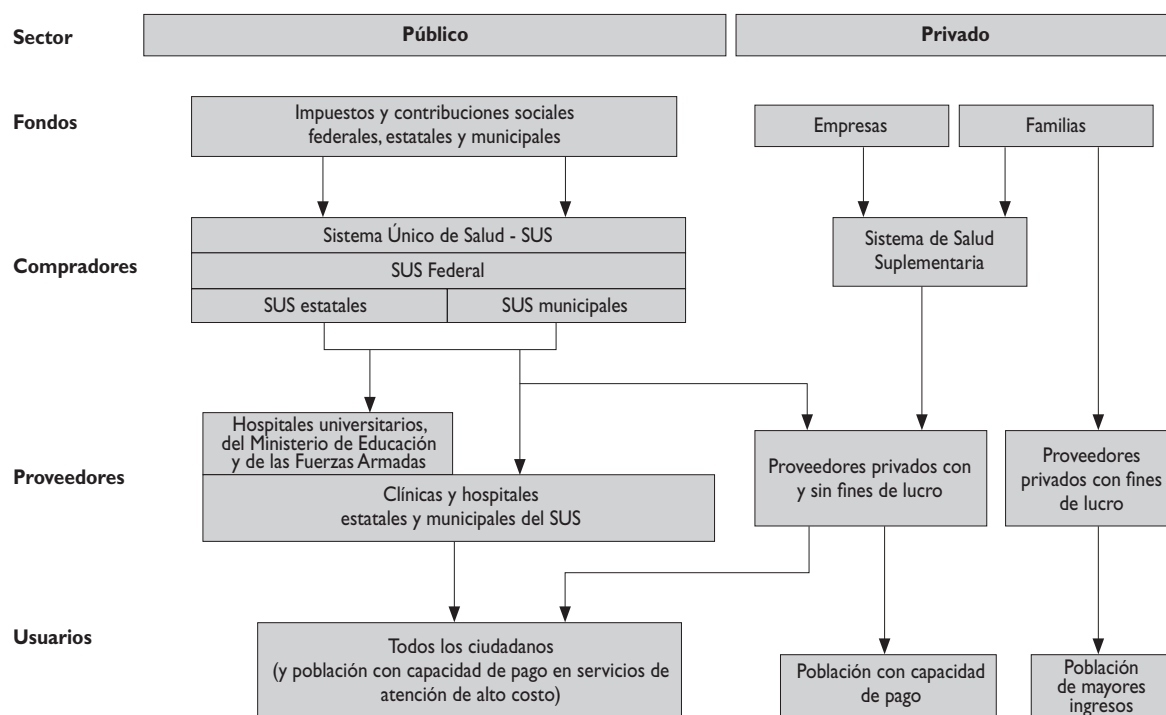 Sector
Público
Privado
Fondos
Impuestos y contribuciones sociales
federales, estatales y municipales
Empresas
Familias
Compradores
Sistema Único de Salud - SUS
SUS Federal
SUS estatales
SUS municipales
Sistema de Salud
Suplementaria
Proveedores
Hospitales universitarios,
del Ministerio de Educación
y de las Fuerzas Armadas
Clínicas y hospitales
estatales y municipales del SUS
Proveedores privados con
y sin fines de lucro
Proveedores
privados con fines
de lucro
Usuarios
Todos los ciudadanos
(y población con capacidad de pago en servicios de
atención de alto costo)
Población con capacidad
de pago
Población
de mayores
ingresos